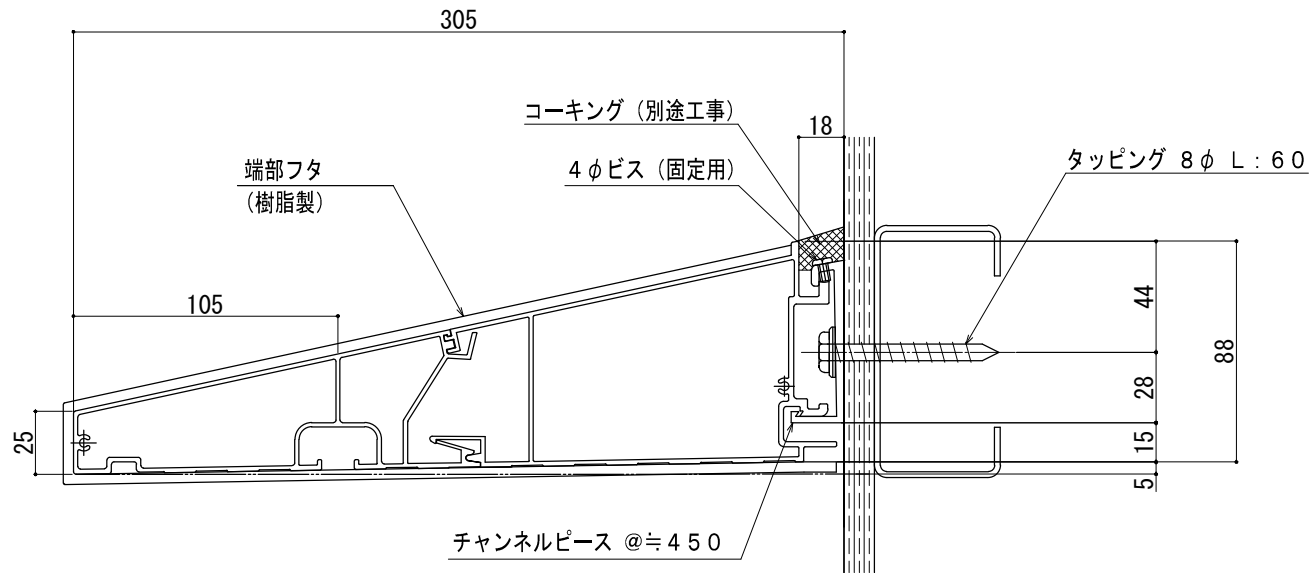 305
コーキング（別途工事）
18
端部フタ
（樹脂製）
4φビス（固定用）
タッピング 8φ L：60
105
44
88
28
25
15
5
チャンネルピース @≒450